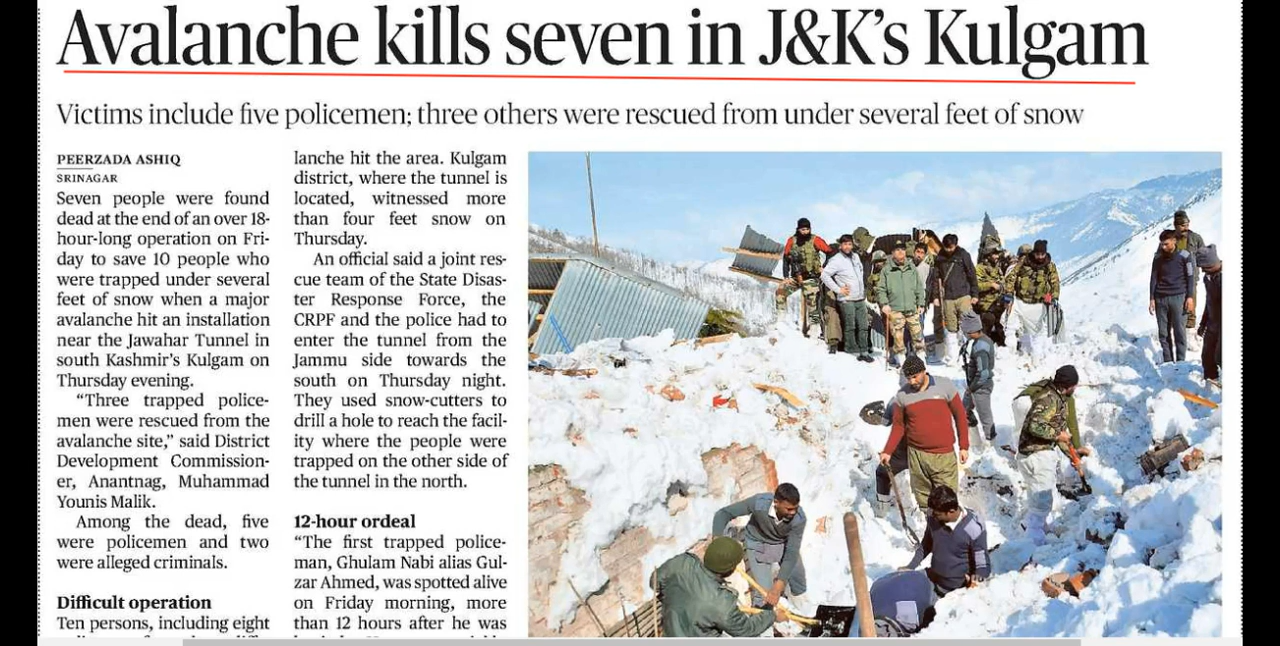 Avalanche kills seven in J&K's Kulgam
Victims include five policemen; three others were rescued from under several feet of snow
PEERZADA ASHIQ
SRINAGAR
Seven people were found
dead at the end of an over 18-
hour-long operation on Fri-
day to save 10 people who
were trapped under several
feet of snow when a major
avalanche hit an installation
near the Jawahar Tunnel in
south Kashmir's Kulgam on
Thursday evening.
"Three trapped police-
men were rescued from the
avalanche site," said District
Development Commission-
er, Anantnag, Muhammad
Younis Malik.
Among the dead, five
were policemen and two
were alleged criminals.
Difficult operation
Ten persons, including eight
lanche hit the area. Kulgam
district, where the tunnel is
located, witnessed more
than four feet snow on
Thursday.
An official said a joint res-
cue team of the State Disas-
ter Response Force, the
CRPF and the police had to
enter the tunnel from the
Jammu side towards the
south on Thursday night.
They used snow-cutters to
drill a hole to reach the facil-
ity where the people were
trapped on the other side of
the tunnel in the north.
12-hour ordeal
"The first trapped police-
man, Ghulam Nabi alias Gul-
zar Ahmed, was spotted alive
on Friday morning, more
than 12 hours after he was